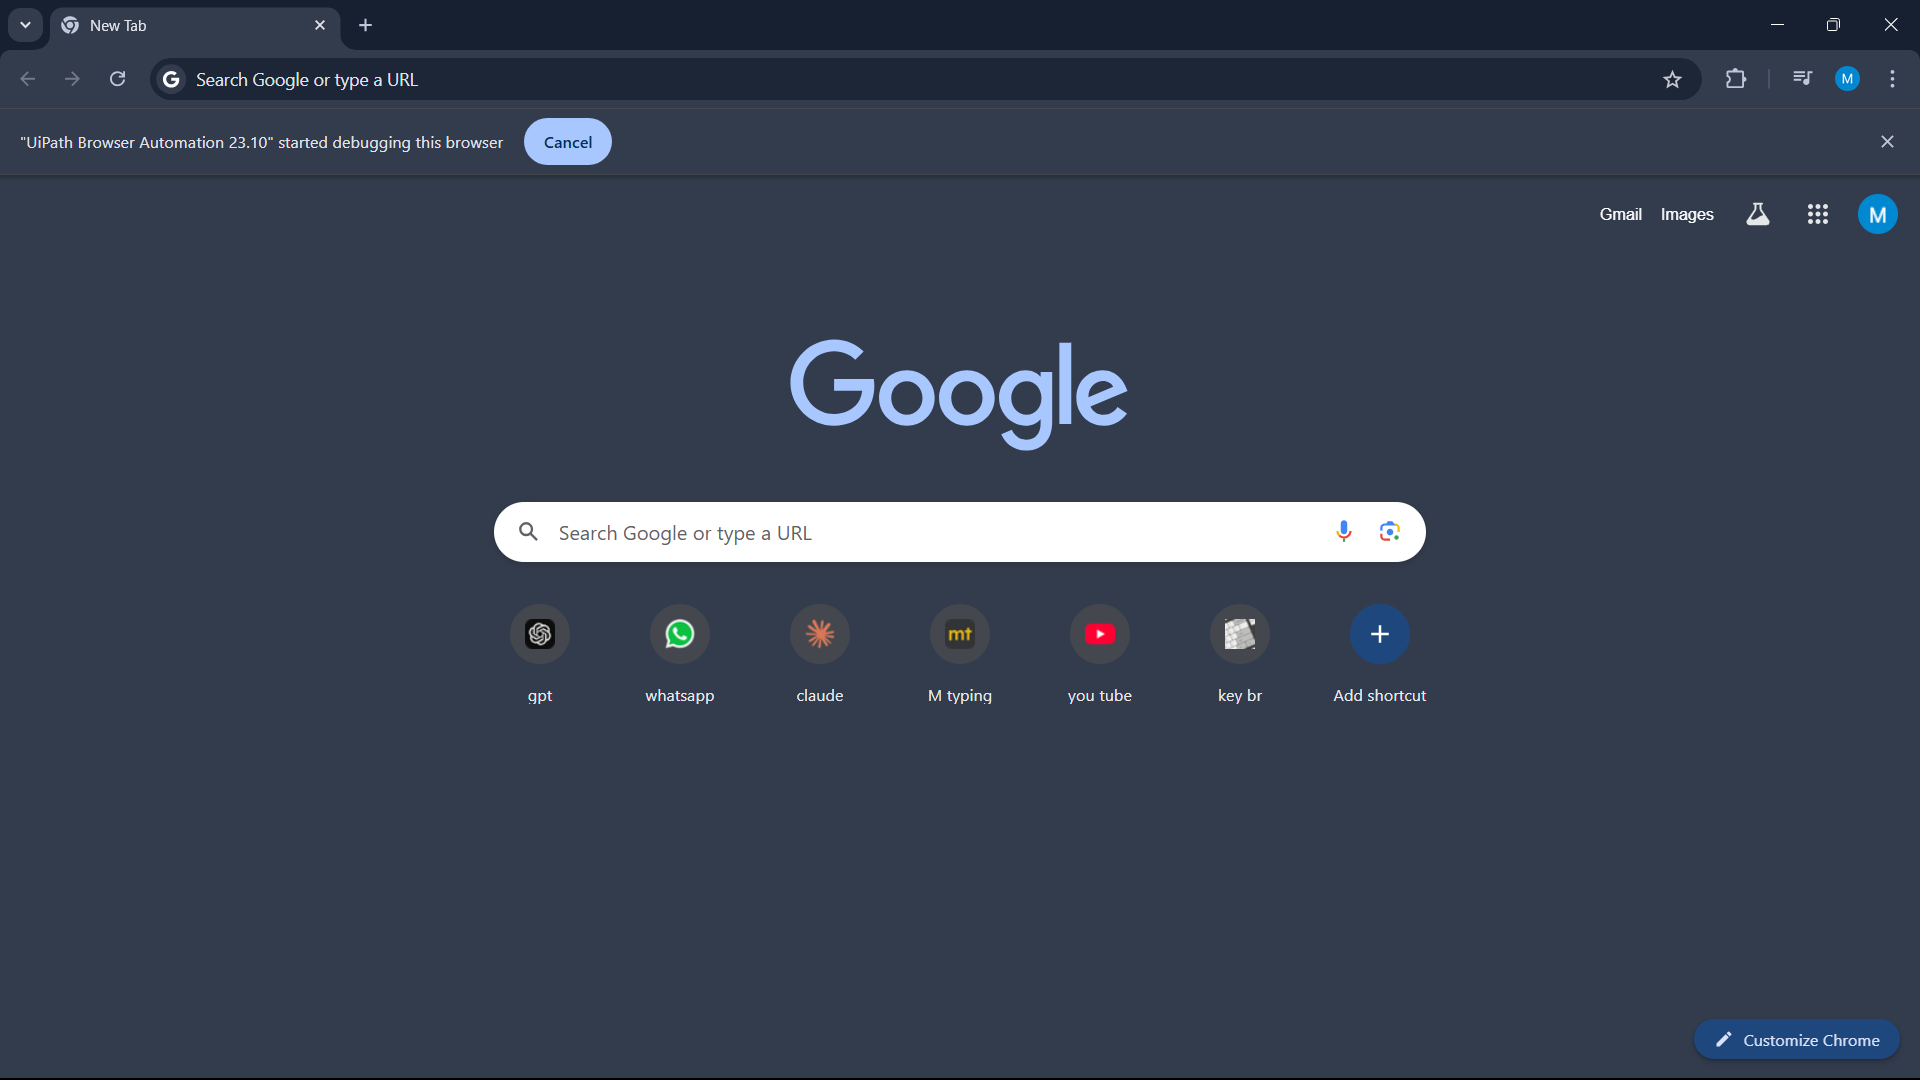 New Tab
Search Google or type a URL
M
"UiPath Browser Automation 23.10" started debugging this browser
Cancel
Gmail Images
M
Google
Search Google or type a URL
mt
gpt whatsapp claude M typing you tube key br Add shortcut
Customize Chrome